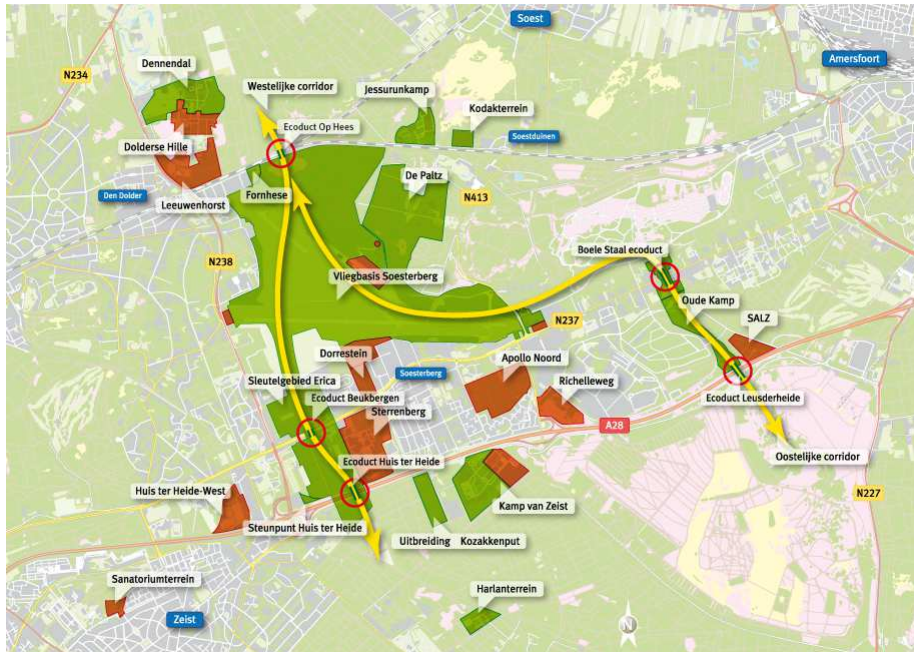 Soest
Amersfoort
Dennendal
N234
Westelijke corridor
Jessurunkamp
Kodakterrein
Ecoduct Op Hees
Soestduinen
Dolderse Hille
De Paltz
Den Dolder
Leeuwenhorst
Fornhese
N413
N238
Boele Staal ecoduct
Vliegbasis Soesterberg
Oude Kamp
N237
SALZ
Dorrestein
Apollo Noord
Soesterberg
Sleutelgebied Erica
Richelleweg
Ecoduct Beukbergen
Ecoduct Leusderheide
Sterrenberg
A28
Ecoduct Huis ter Heide
Oostelijke corridor
Huis ter Heide-West
N227
Kamp van Zeist
Steunpunt Huis ter Heide
Uitbreiding Kozakkenput
Sanatoriumterrein
Harlanterrein
Zeist
N